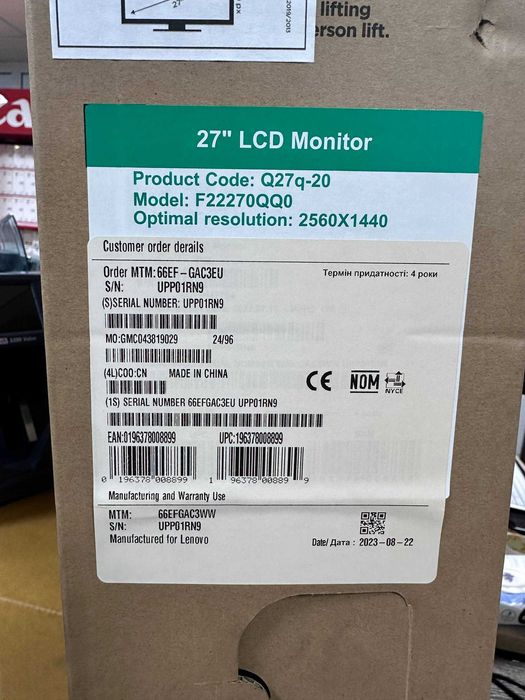 27"
lifting
erson lift.
27" LCD Monitor
Product Code: Q27q-20
Model: F22270QQ0
Optimal resolution: 2560X1440
Customer order derails
Order MTM: 66EF-GAC3EU
Термін придатності: 4 роки
S/N: UPP01RN9
(S)SERIAL NUMBER: UPP01RN9
MO:GMC043819029 24/96
(4L)COO:CN MADE IN CHINA
CE NOM NYCE
(1S) SERIAL NUMBER 66EFGAC3EU UPP01RN9
EAN:0196378008899 UPC:196378008899
0 196378 008899 1 96378 00889 9
Manufacturing and Warranty Use
MTM: 66EFGAC3WW
S/N: UPP01RN9
Manufactured for Lenovo
Date/ Дата : 2023-08-22